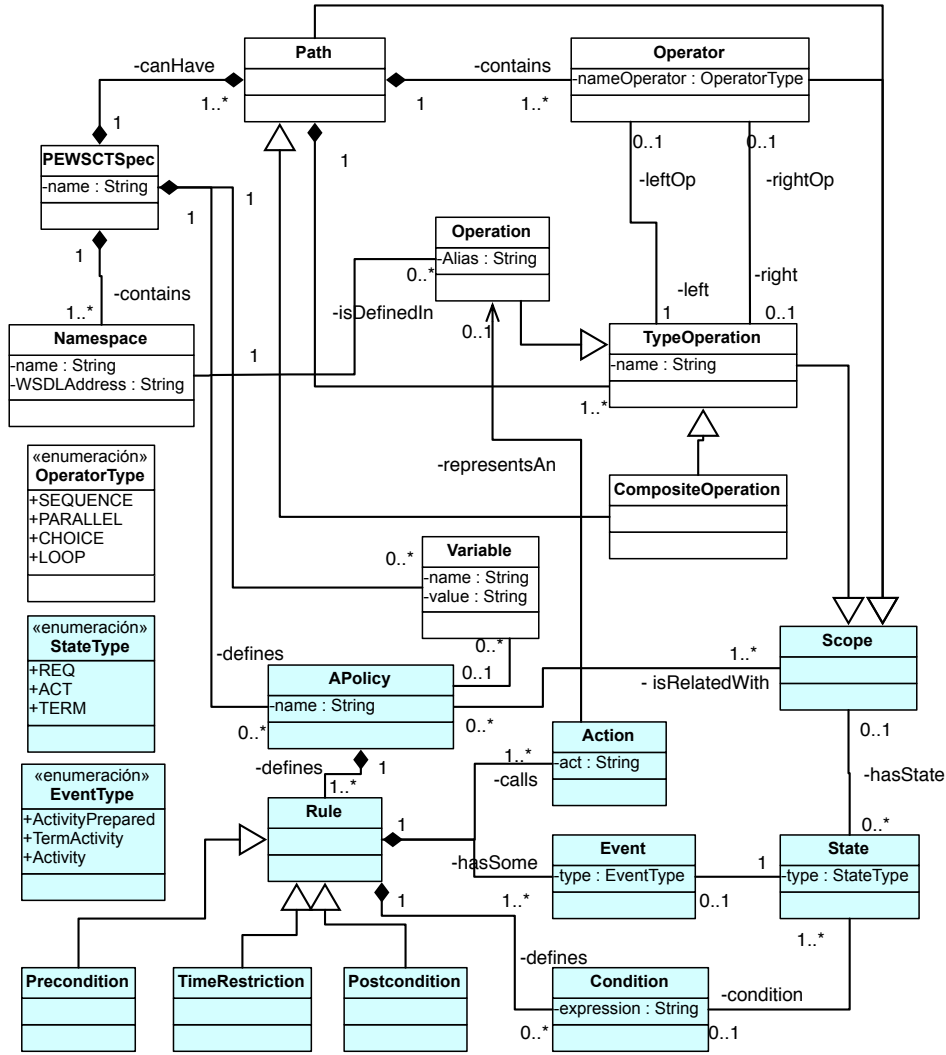 Path
Operator
-nameOperator : OperatorType
-canHave
1..*
1
-contains
1..*
1
PEWSCTSpec
-name : String
1
1
1
1
0..1
0..1
-leftOp
-rightOp
Operation
-Alias : String
0..*
-contains
1..*
-isDefinedIn
0..1
-left
1
-right
0..1
Namespace
-name : String
-WSDLAddress : String
1
TypeOperation
-name : String
1..*
«enumeración»
OperatorType
+SEQUENCE
+PARALLEL
+CHOICE
+LOOP
-representsAn
CompositeOperation
0..*
Variable
-name : String
-value : String
0..*
0..1
«enumeración»
StateType
+REQ
+ACT
+TERM
-defines
0..*
APolicy
-name : String
0..*
1..*
- isRelatedWith
Scope
0..1
Action
-act : String
1..*
-calls
-defines
1
1..*
«enumeración»
EventType
+ActivityPrepared
+TermActivity
+Activity
Rule
1
1
-hasState
0..*
-hasSome
1..*
Event
-type : EventType
1
0..1
State
-type : StateType
1..*
-defines
Precondition
TimeRestriction
Postcondition
0..*
Condition
-expression : String
-condition
0..1